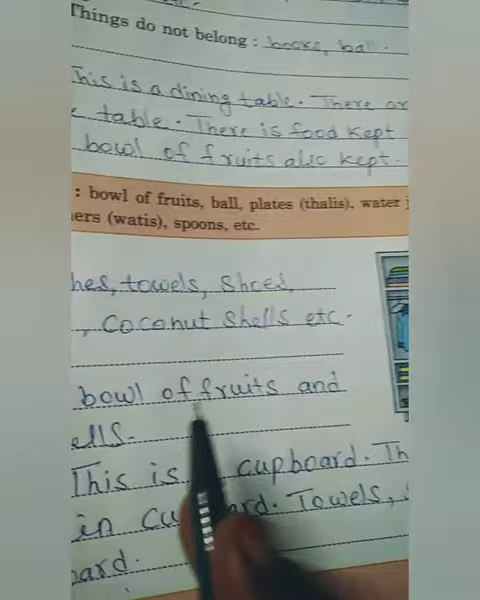 Things do not belong : books, ball.
This is a dining table. There ar
e table. There is food kept
bowl of fruits also kept.
: bowl of fruits, ball, plates (thalis), water j
ers (watis), spoons, etc.
hes, towels, Shoes,
, Coconut Shells etc.
bowl of fruits and
ells.
This is cupboard. Th
in cu ard. Towels,
oard.